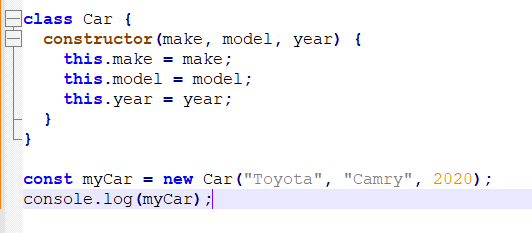 class Car {
  constructor(make, model, year) {
    this.make = make;
    this.model = model;
    this.year = year;
  }
}

const myCar = new Car("Toyota", "Camry", 2020);
console.log(myCar);